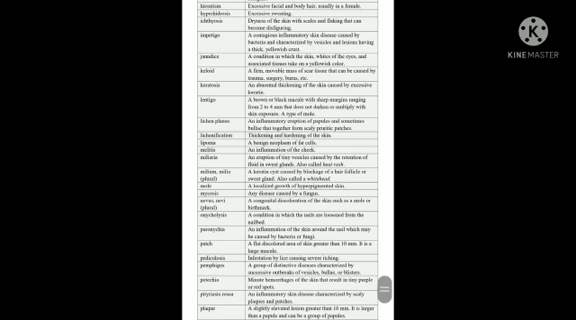 hirsutism Excessive facial and body hair, usually in a female.
hyperhidrosis Excessive sweating.
ichthyosis Dryness of the skin with scales and flaking that can
become disfiguring.
impetigo A contagious inflammatory skin disease caused by
bacteria and characterized by vesicles and lesions having
a thick, yellowish crust.
jaundice A condition in which the skin, whites of the eyes, and
associated tissues take on a yellowish color.
keloid A firm, movable mass of scar tissue that can be caused by
trauma, surgery, burns, etc.
keratosis An abnormal thickening of the skin caused by excessive
keratin.
lentigo A brown or black macule with sharp margins ranging
from 2 to 4 mm that does not darken or multiply with
skin exposure. A type of mole.
lichen planus An inflammatory eruption of papules and sometimes
bullae that together form scaly pruritic patches.
lichenification Thickening and hardening of the skin.
lipoma A benign neoplasm of fat cells.
melitis An inflammation of the cheek.
miliaria An eruption of tiny vesicles caused by the retention of
fluid in sweat glands. Also called heat rash.
milium, milia A keratin cyst caused by blockage of a hair follicle or
(plural) sweat gland. Also called a whitehead.
mole A localized growth of hyperpigmented skin.
mycosis Any disease caused by a fungus.
nevus, nevi A congenital discoloration of the skin such as a mole or
(plural) birthmark.
onycholysis A condition in which the nails are loosened from the
nailbed.
paronychia An inflammation of the skin around the nail which may
be caused by bacteria or fungi.
patch A flat discolored area of skin greater than 10 mm. It is a
large macule.
pediculosis Infestation by lice causing severe itching.
pemphigus A group of distinctive diseases characterized by
successive outbreaks of vesicles, bullae, or blisters.
petechia Minute hemorrhages of the skin that result in tiny purple
or red spots.
pityriasis rosea An inflammatory skin disease characterized by scaly
plaques and patches.
plaque A slightly elevated lesion greater than 10 mm. It is larger
than a papule and can be a group of papules.
K
KINEMASTER